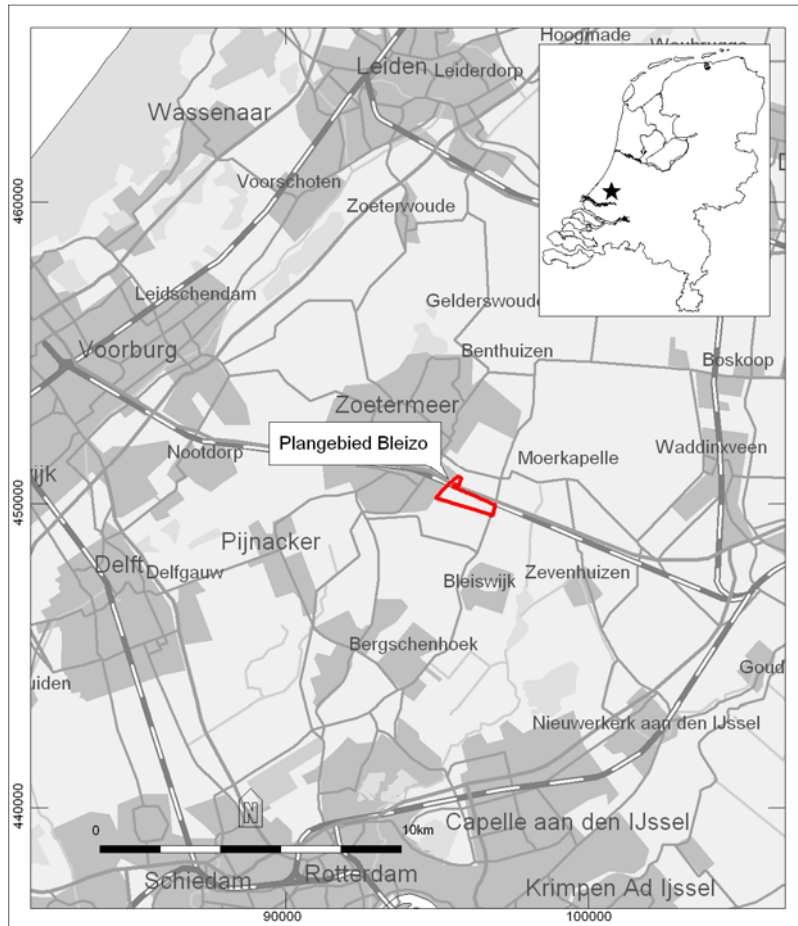 Hoogmade
Leiden
Leiderdorp
Wassenaar
Voorschoten
Zoeterwoude
460000
Leidschendam
Gelderswoude
Voorburg
Benthuizen
Boskoop
Zoetermeer
Plangebied Bleizo
Nootdorp
Moerkapelle
Waddinxveen
wijk
450000
Pijnacker
Delft
Delfgauw
Bleiswijk
Zevenhuizen
Bergschenhoek
Goud
uiden
Nieuwerkerk aan den IJssel
440000
N
0
10km
Capelle aan den IJssel
Schiedam
Rotterdam
Krimpen Ad Ijssel
90000
100000